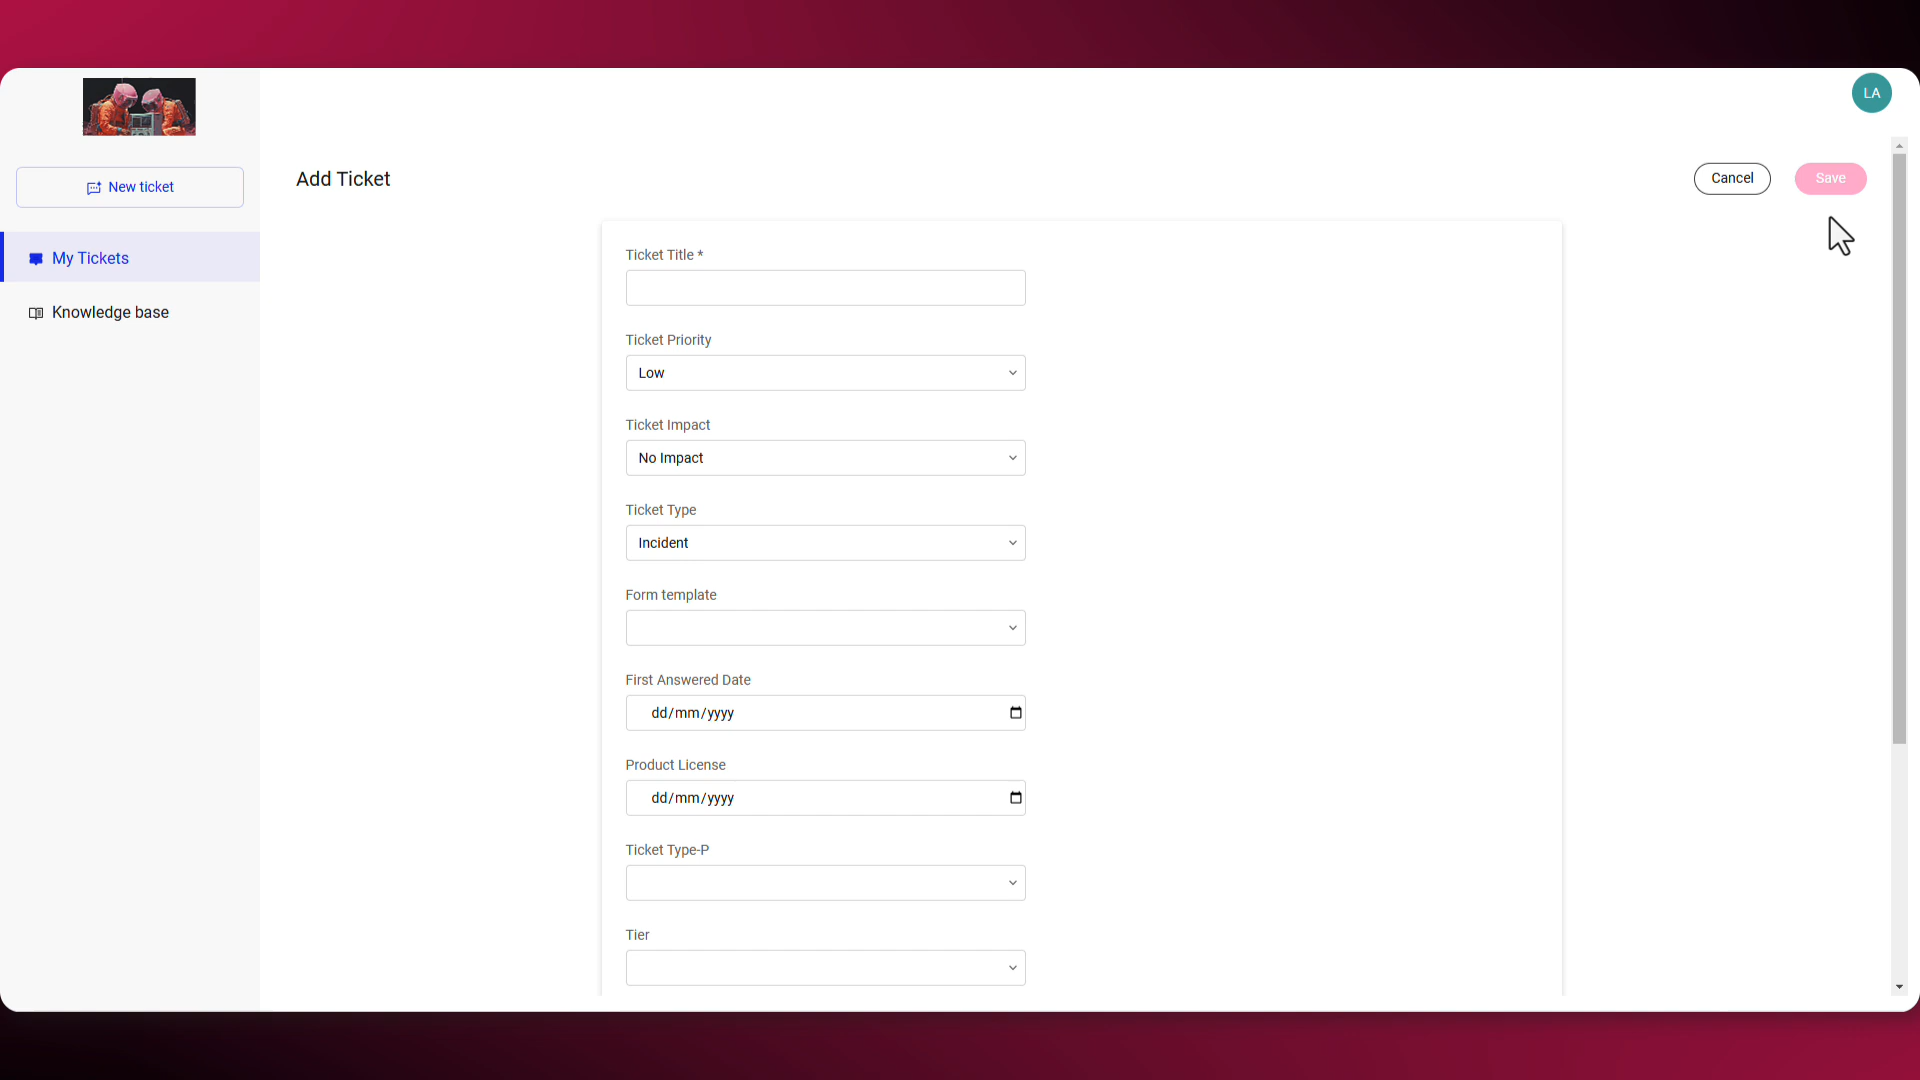 LA
New ticket
My Tickets
Knowledge base
Add Ticket
Cancel
Save
Ticket Title *
Ticket Priority
Low
Ticket Impact
No Impact
Ticket Type
Incident
Form template
First Answered Date
dd/mm/yyyy
Product License
dd/mm/yyyy
Ticket Type-P
Tier